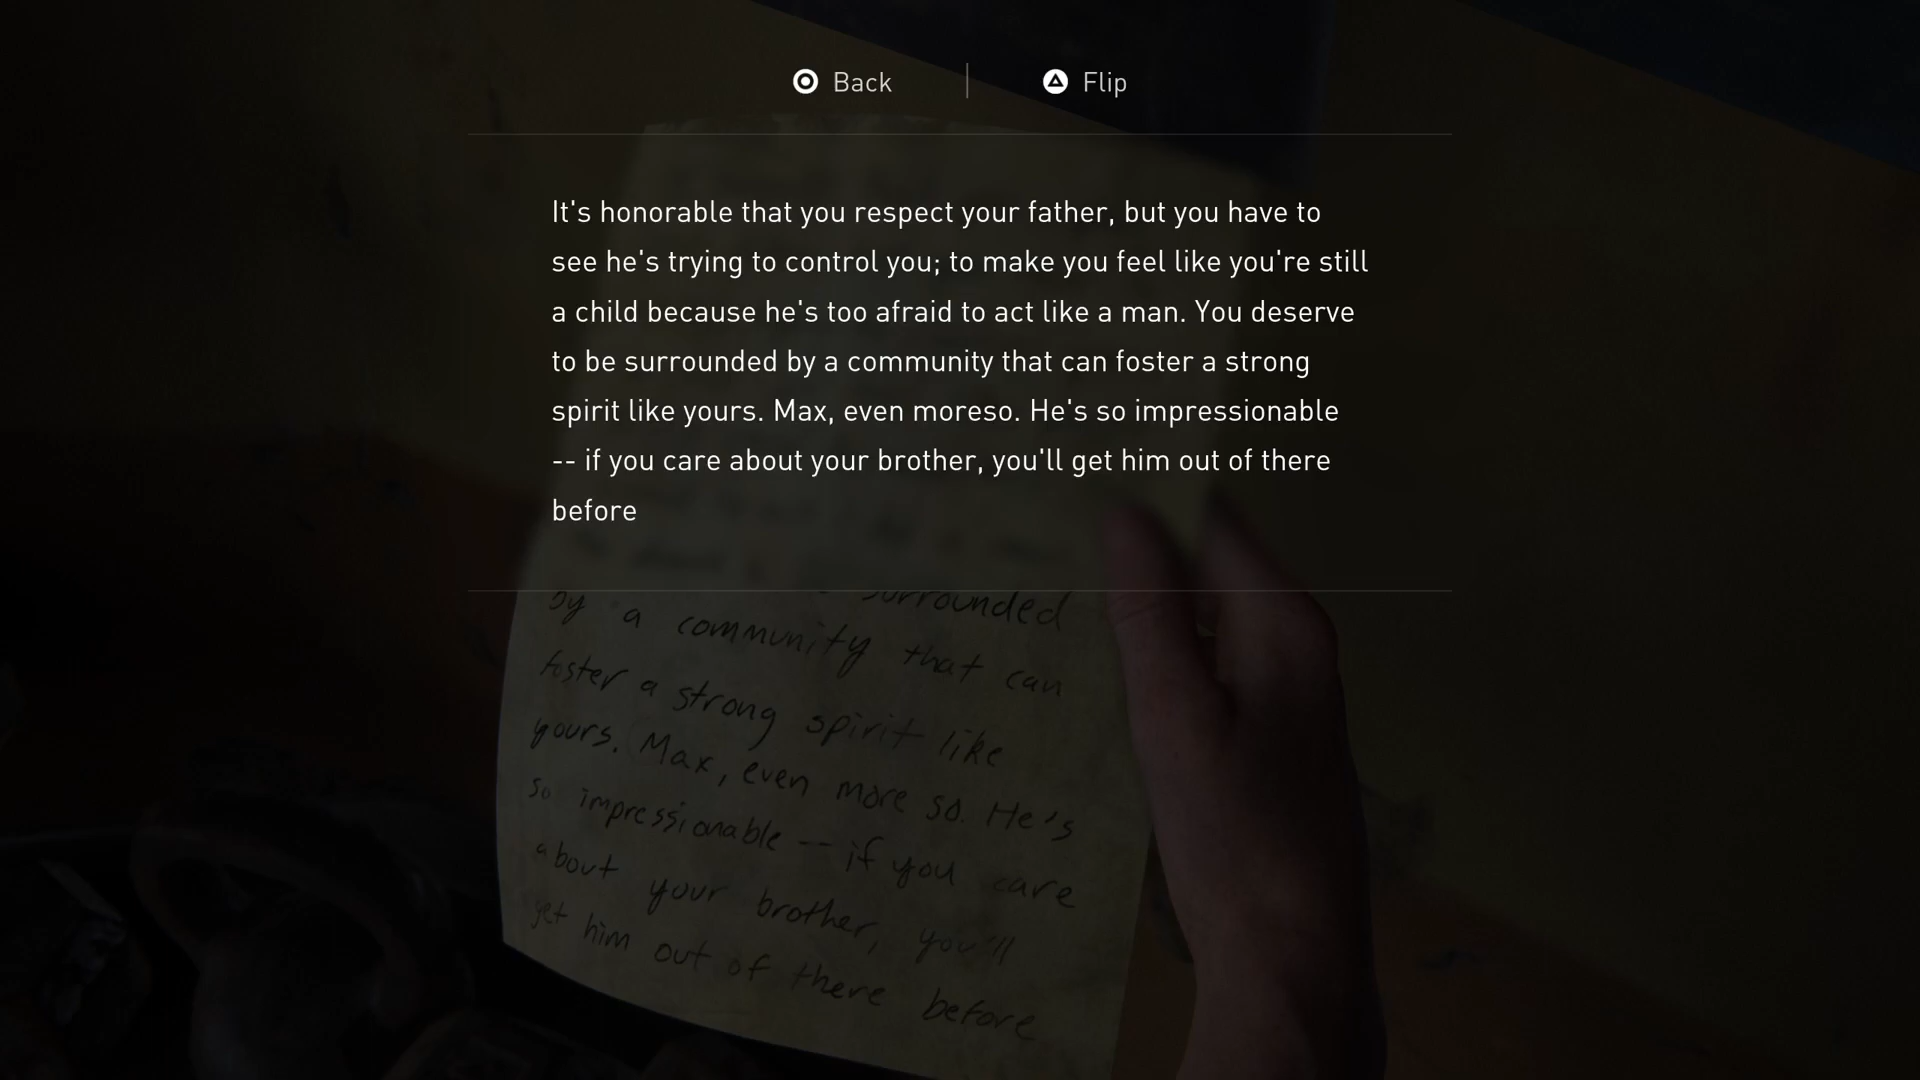 Back | Flip
It's honorable that you respect your father, but you have to
see he's trying to control you; to make you feel like you're still
a child because he's too afraid to act like a man. You deserve
to be surrounded by a community that can foster a strong
spirit like yours. Max, even moreso. He's so impressionable
-- if you care about your brother, you'll get him out of there
before
surrounded
by a community that can
foster a strong spirit like
yours. Max, even more so. He's
so impressionable -- if you care
about your brother, you'll
get him out of there before